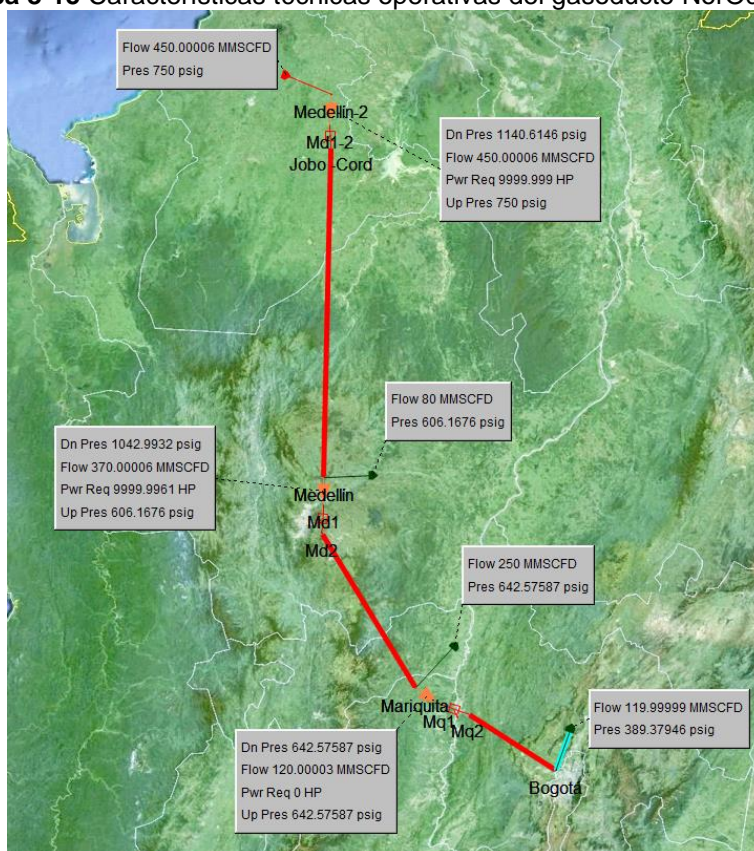 Características técnicas operativas del gasoducto
Flow 450.00006 MMSCFD
Pres 750 psig
Medellín-2
Md1-2
Jobo-Cord
Dn Pres 1140.6146 psig
Flow 450.00006 MMSCFD
Pwr Req 9999.999 HP
Up Pres 750 psig
Flow 80 MMSCFD
Pres 606.1676 psig
Dn Pres 1042.9932 psig
Flow 370.00006 MMSCFD
Pwr Req 9999.9961 HP
Up Pres 606.1676 psig
Medellín
Md1
Md2
Flow 250 MMSCFD
Pres 642.57587 psig
Mariquita
Mq1
Mq2
Flow 119.99999 MMSCFD
Pres 389.37946 psig
Dn Pres 642.57587 psig
Flow 120.00003 MMSCFD
Pwr Req 0 HP
Up Pres 642.57587 psig
Bogotá